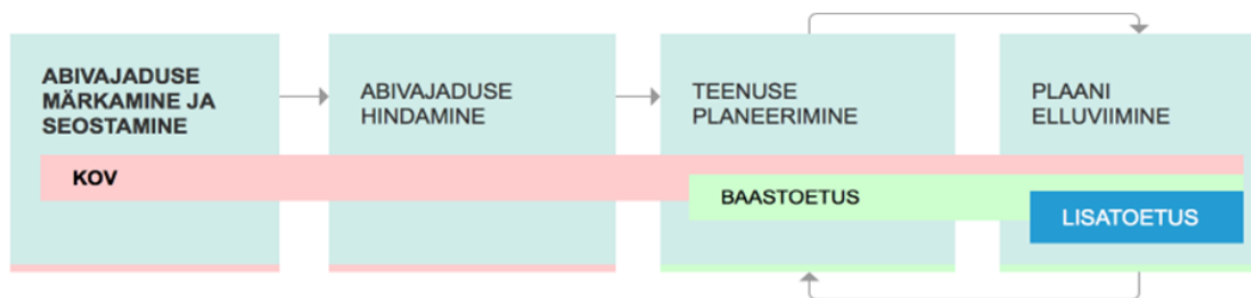 ABIVAJADUSE
MÄRKAMINE JA
SEOSTAMINE
ABIVAJADUSE
HINDAMINE
TEENUSE
PLANEERIMINE
PLAANI
ELLUVIIMINE
KOV
BAASTOETUS
LISATOETUS